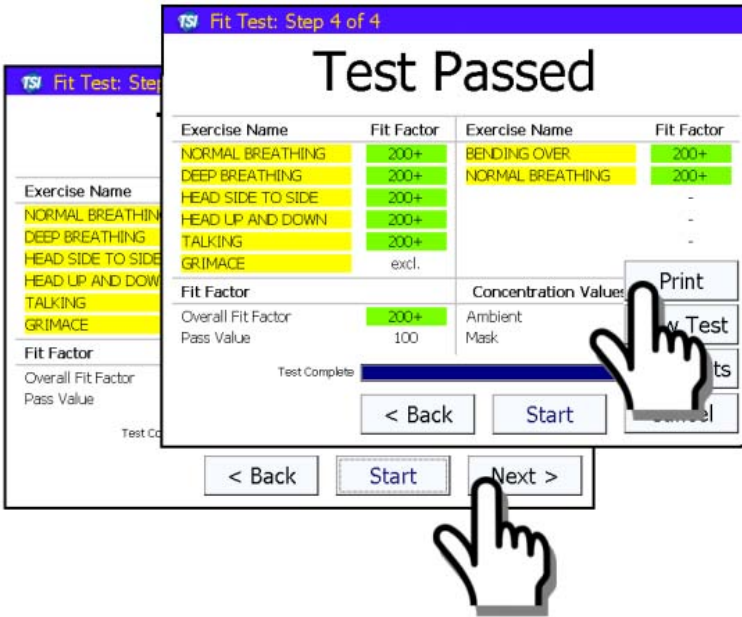 TSI Fit Test: Step 4 of 4
Test Passed
Exercise Name Fit Factor Exercise Name Fit Factor
NORMAL BREATHING 200+ BENDING OVER 200+
DEEP BREATHING 200+ NORMAL BREATHING 200+
HEAD SIDE TO SIDE 200+ -
HEAD UP AND DOWN 200+ -
TALKING 200+ -
GRIMACE excl.
Fit Factor Concentration Values
Overall Fit Factor 200+ Ambient
Pass Value 100 Mask
Test Complete
< Back Start
Print
Test
TSI Fit Test:
Exercise Name
NORMAL
DEEP BREATHING
HEAD SIDE TO SIDE
HEAD UP AND
TALKING
GRIMACE
Fit Factor
Overall Fit Factor
Pass Value
Test
< Back Start Next >